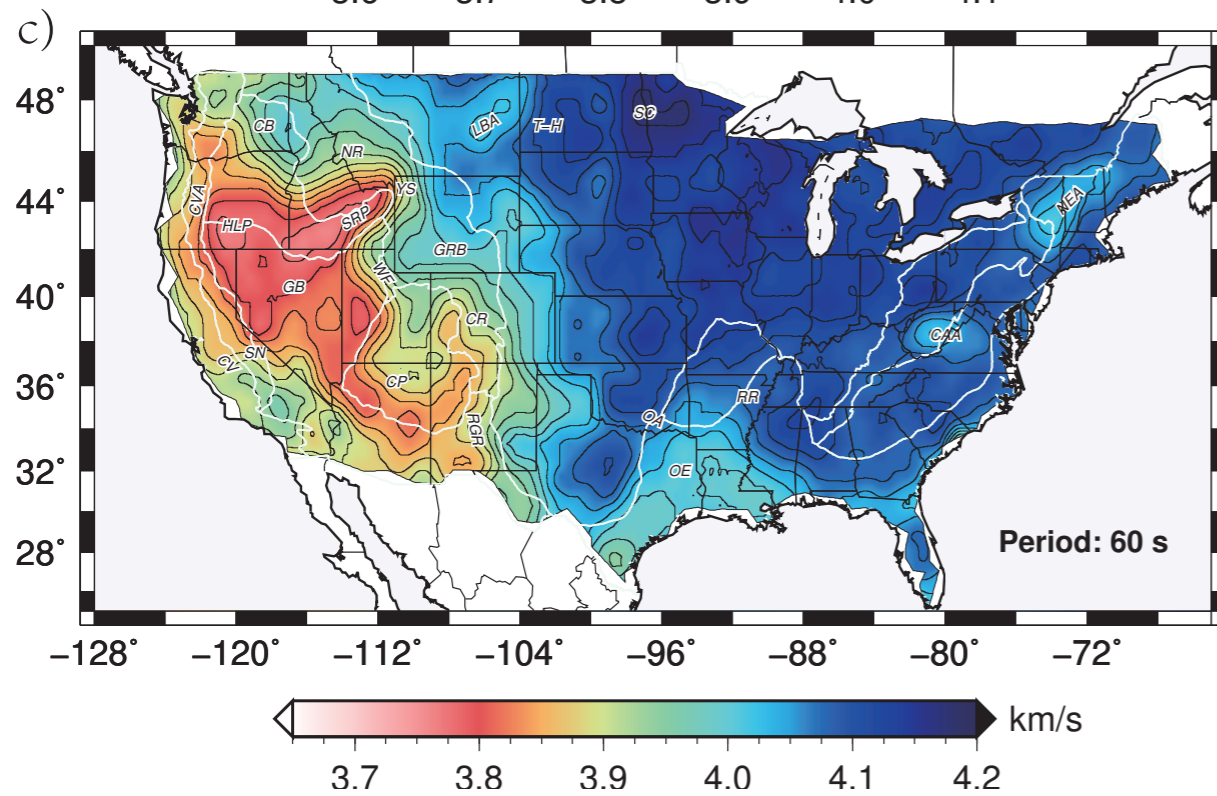 c)
48°
44°
40°
36°
32°
28°
CB
LBA
T–H
SC
NR
YS
CVA
HLP
SRP
NEA
WF
GRB
GB
CR
CAA
CV
SN
CP
RGR
OA
RR
OE
Period: 60 s
−128° −120° −112° −104° −96° −88° −80° −72°
km/s
3.7 3.8 3.9 4.0 4.1 4.2